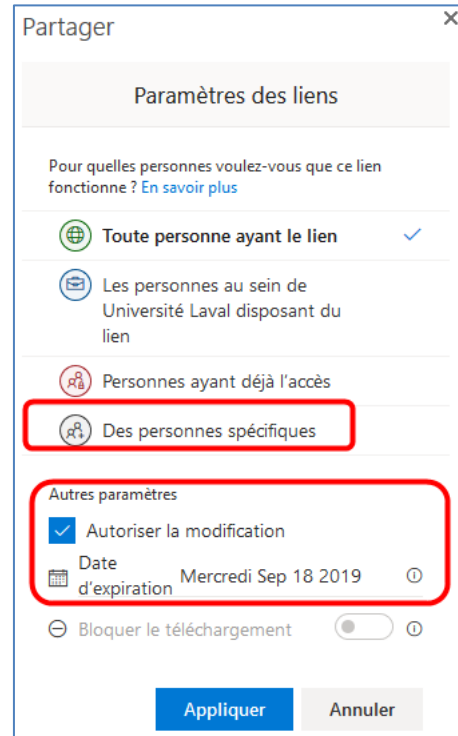 Partager
Paramètres des liens
Pour quelles personnes voulez-vous que ce lien
fonctionne ? En savoir plus
Toute personne ayant le lien
Les personnes au sein de
Université Laval disposant du
lien
Personnes ayant déjà l'accès
Des personnes spécifiques
Autres paramètres
Autoriser la modification
Date
d'expiration Mercredi Sep 18 2019
Bloquer le téléchargement
Appliquer Annuler